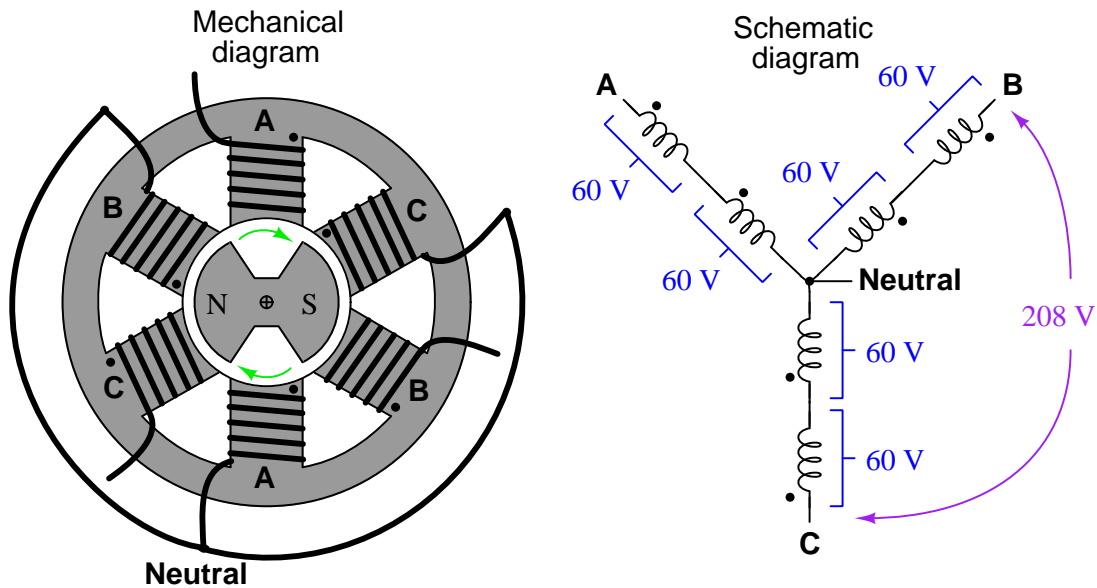 Mechanical
diagram
A
B
C
N
S
C
B
A
Neutral
Schematic
diagram
A
B
60 V
60 V
60 V
60 V
Neutral
208 V
60 V
60 V
C